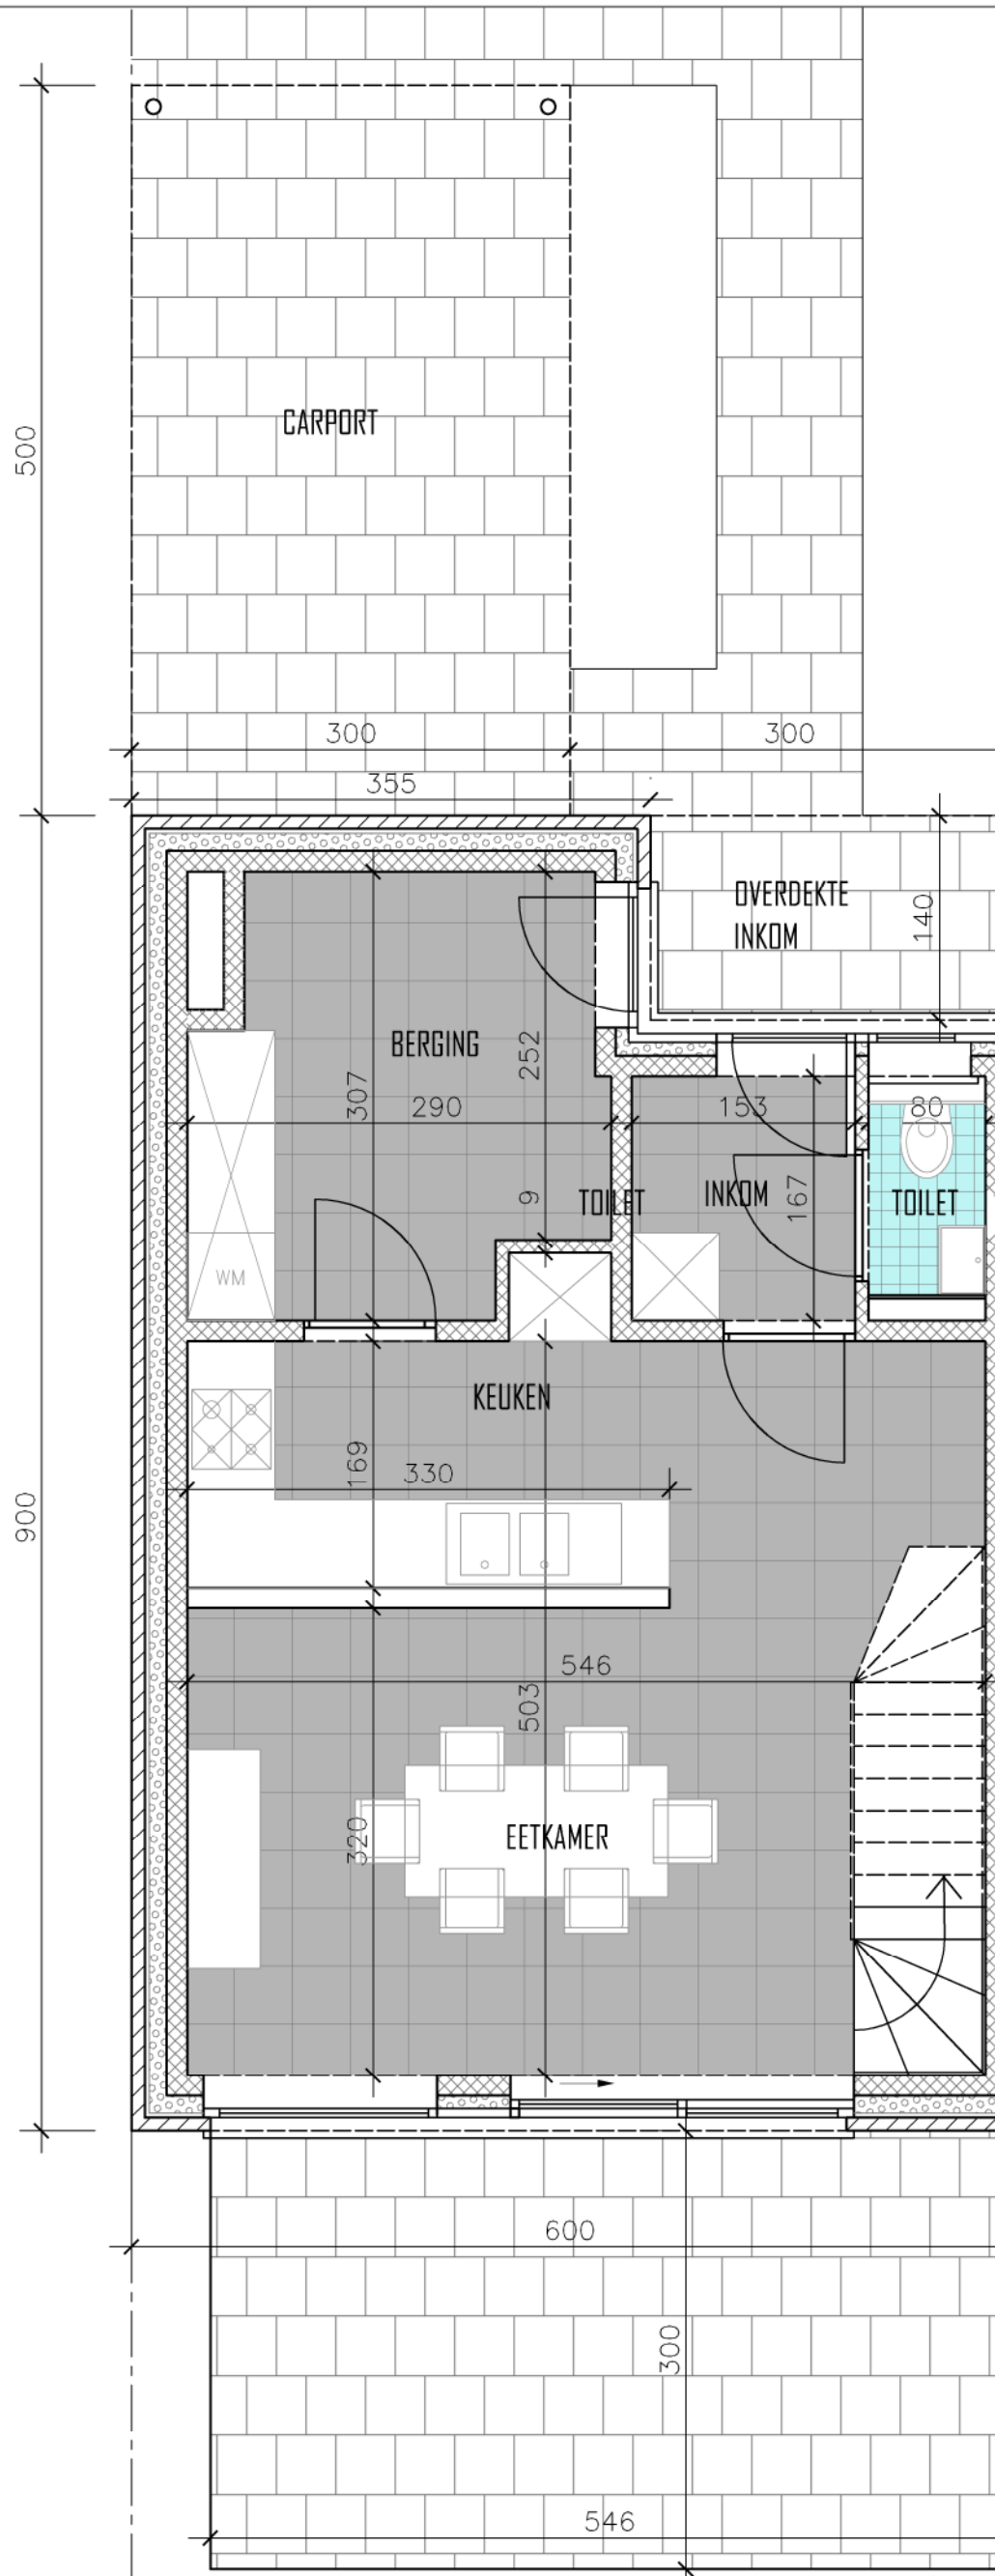 500
CARPORT
300
300
355
OVERDEKTE
INKOM
140
BERGING
252
307
290
153
80
9
TOILET
INKOM
167
TOILET
WM
KEUKEN
169
330
900
546
503
320
EETKAMER
600
300
546